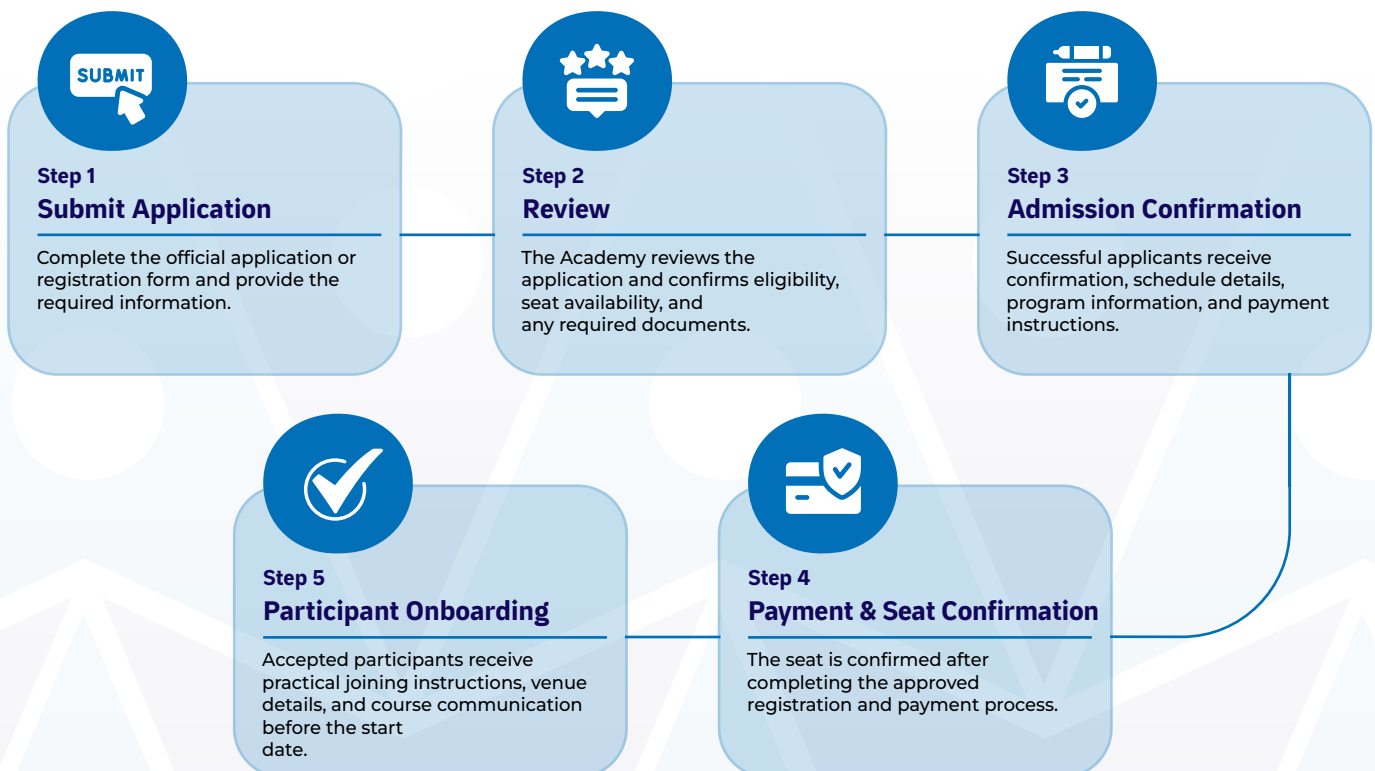 SUBMIT
Step 1
Submit Application
Complete the official application or
registration form and provide the
required information.
Step 2
Review
The Academy reviews the
application and confirms eligibility,
seat availability, and
any required documents.
Step 3
Admission Confirmation
Successful applicants receive
confirmation, schedule details,
program information, and payment
instructions.
Step 4
Payment & Seat Confirmation
The seat is confirmed after
completing the approved
registration and payment process.
Step 5
Participant Onboarding
Accepted participants receive
practical joining instructions, venue
details, and course communication
before the start
date.